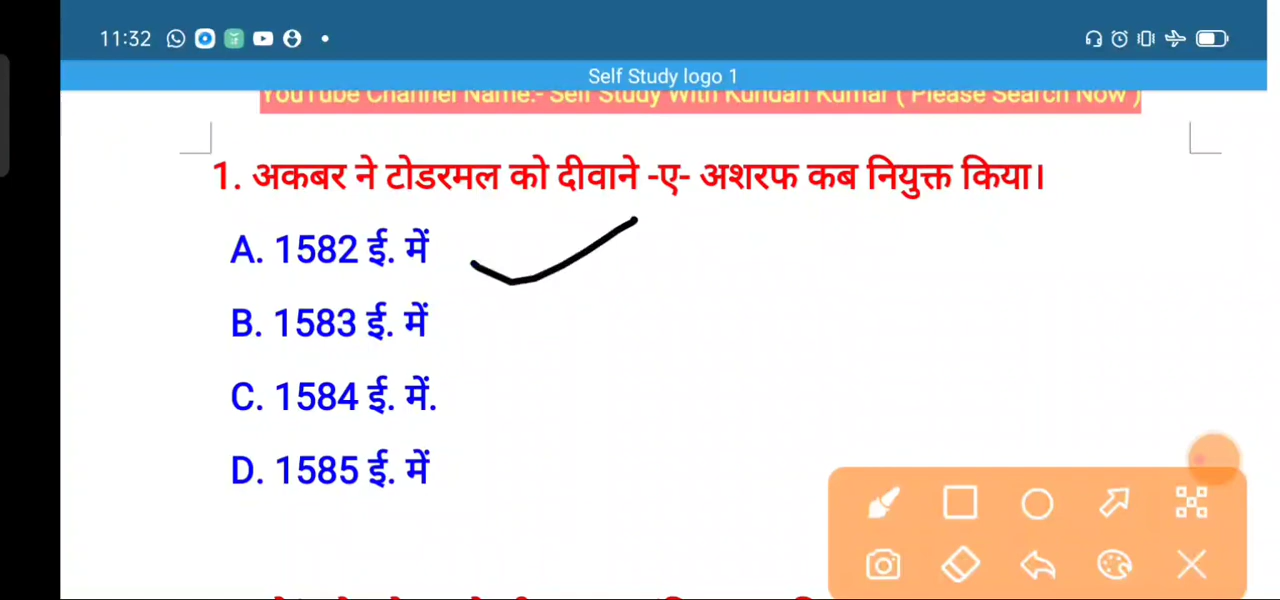 11:32
Self Study logo 1
YouTube Channel Name:- Self Study With Kundan Kumar ( Please Search Now )
1. अकबर ने टोडरमल को दीवाने -ए- अशरफ कब नियुक्त किया।
A. 1582 ई. में
B. 1583 ई. में
C. 1584 ई. में.
D. 1585 ई. में